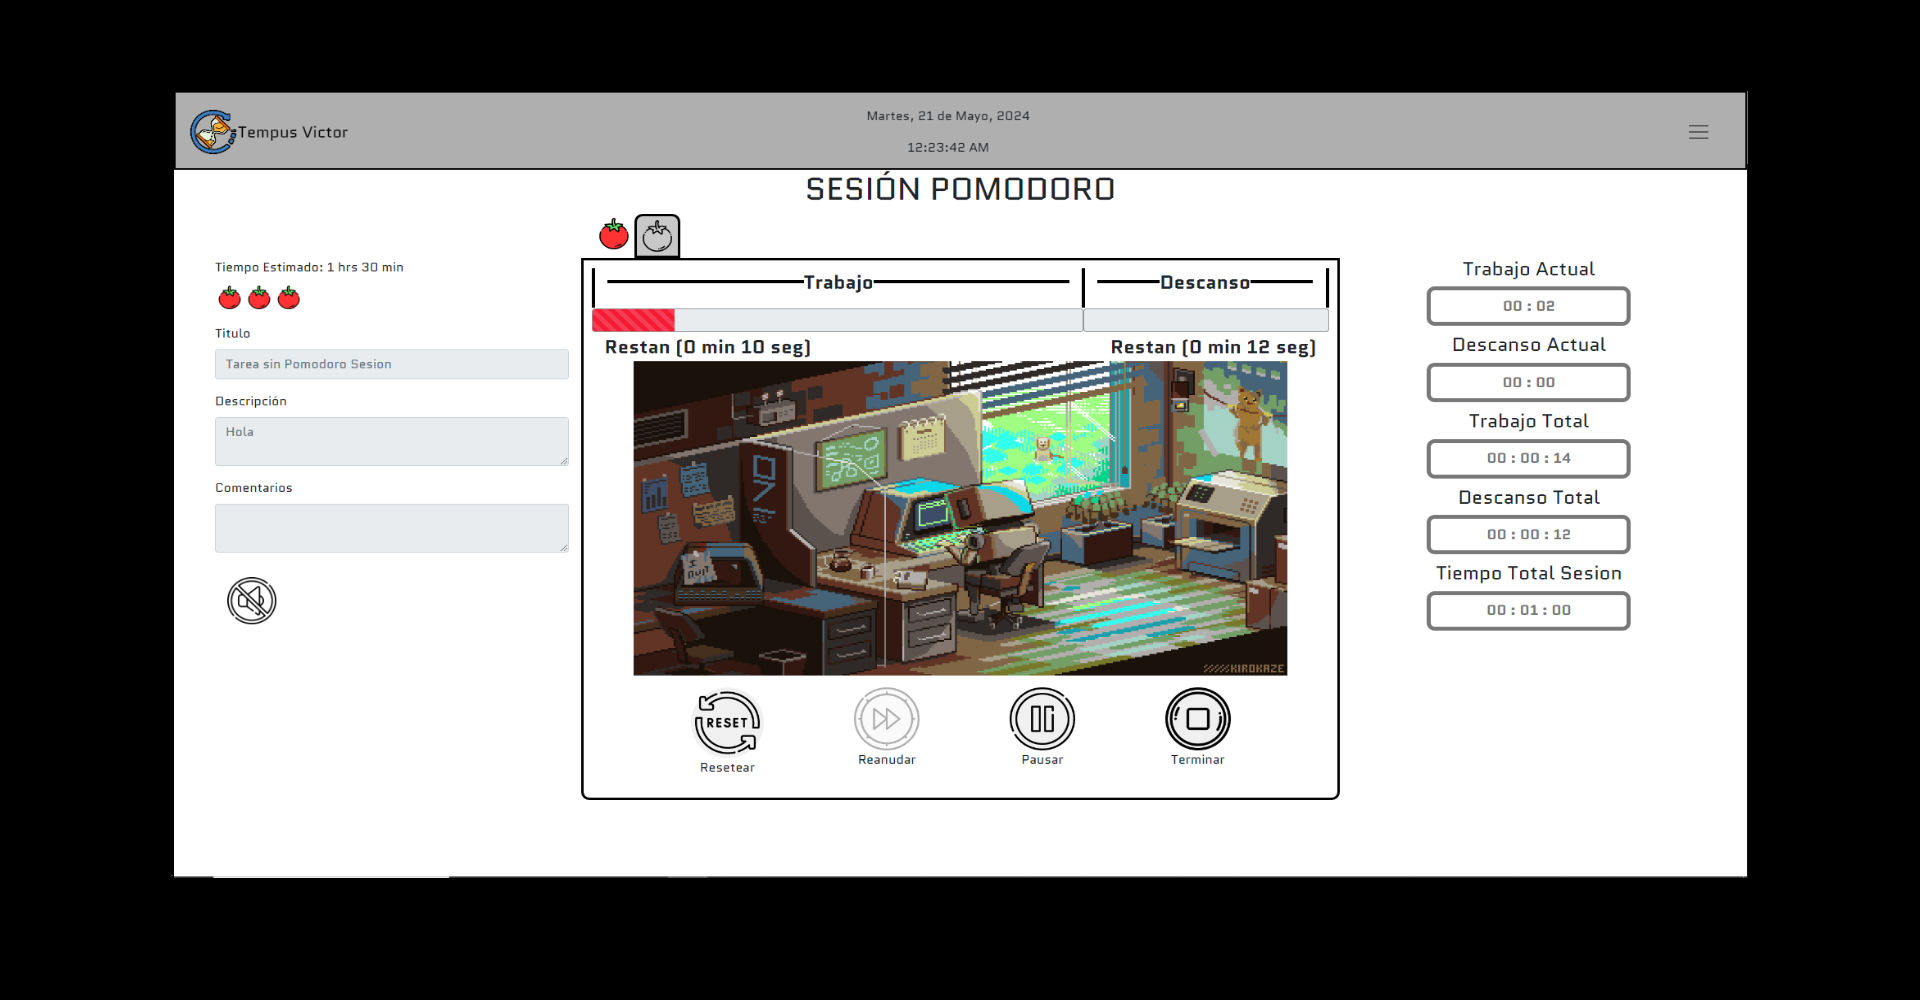 Tempus Victor
Martes, 21 de Mayo, 2024
12:23:42 AM
SESIÓN POMODORO
Tiempo Estimado: 1 hrs 30 min
Titulo
Tarea sin Pomodoro Sesion
Descripción
Hola
Comentarios
Trabajo
Descanso
Restan (0 min 10 seg)
Restan (0 min 12 seg)
I
QUIT
KIROKAZE
RESET
Resetear
Reanudar
Pausar
Terminar
Trabajo Actual
00 : 02
Descanso Actual
00 : 00
Trabajo Total
00 : 00 : 14
Descanso Total
00 : 00 : 12
Tiempo Total Sesion
00 : 01 : 00